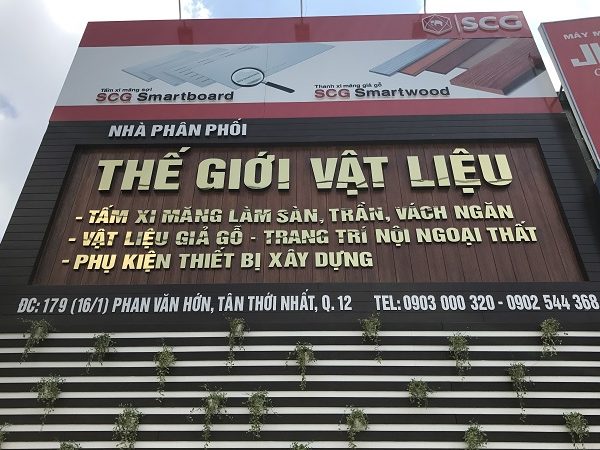 SCG
Tấm xi măng sợi
SCG Smartboard
Thanh xi măng giả gỗ
SCG Smartwood
MÁY M
NHÀ PHÂN PHỐI
THẾ GIỚI VẬT LIỆU
- TẤM XI MĂNG LÀM SÀN, TRẦN, VÁCH NGĂN
- VẬT LIỆU GIẢ GỖ - TRANG TRÍ NỘI NGOẠI THẤT
- PHỤ KIỆN THIẾT BỊ XÂY DỰNG
ĐC: 179 (16/1) PHAN VĂN HỚN, TÂN THỚI NHẤT, Q. 12 TEL: 0903 000 320 - 0902 544 368